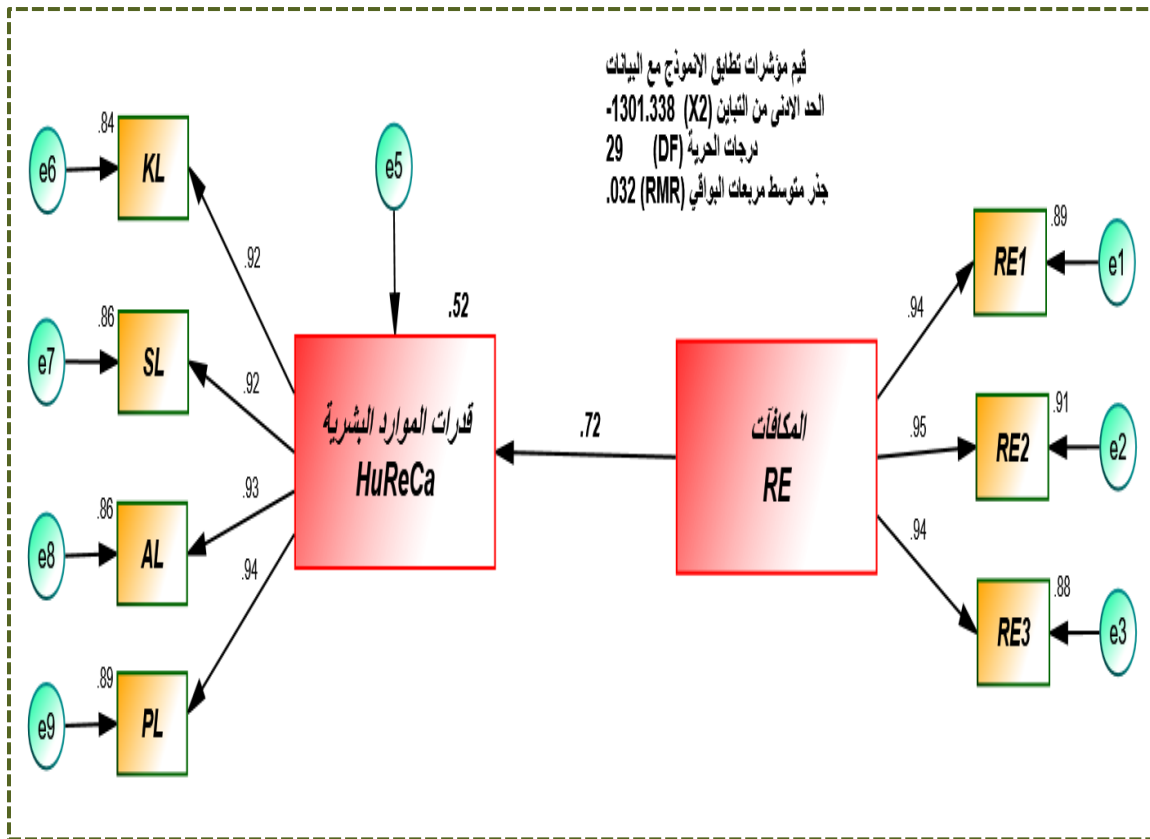 قيم مؤشرات تطابق الانموذج مع البيانات
الحد الادنى من التباين (X2) 1301.338-
درجات الحرية (DF) 29
جذر متوسط مربعات البواقي (RMR) .032
e6
.84
KL
.92
e7
.86
SL
.92
e8
.86
AL
.93
e9
.89
PL
.94
e5
.52
قدرات الموارد البشرية
HuReCa
.72
المكافآت
RE
.94
RE1
.89
e1
.95
RE2
.91
e2
.94
RE3
.88
e3